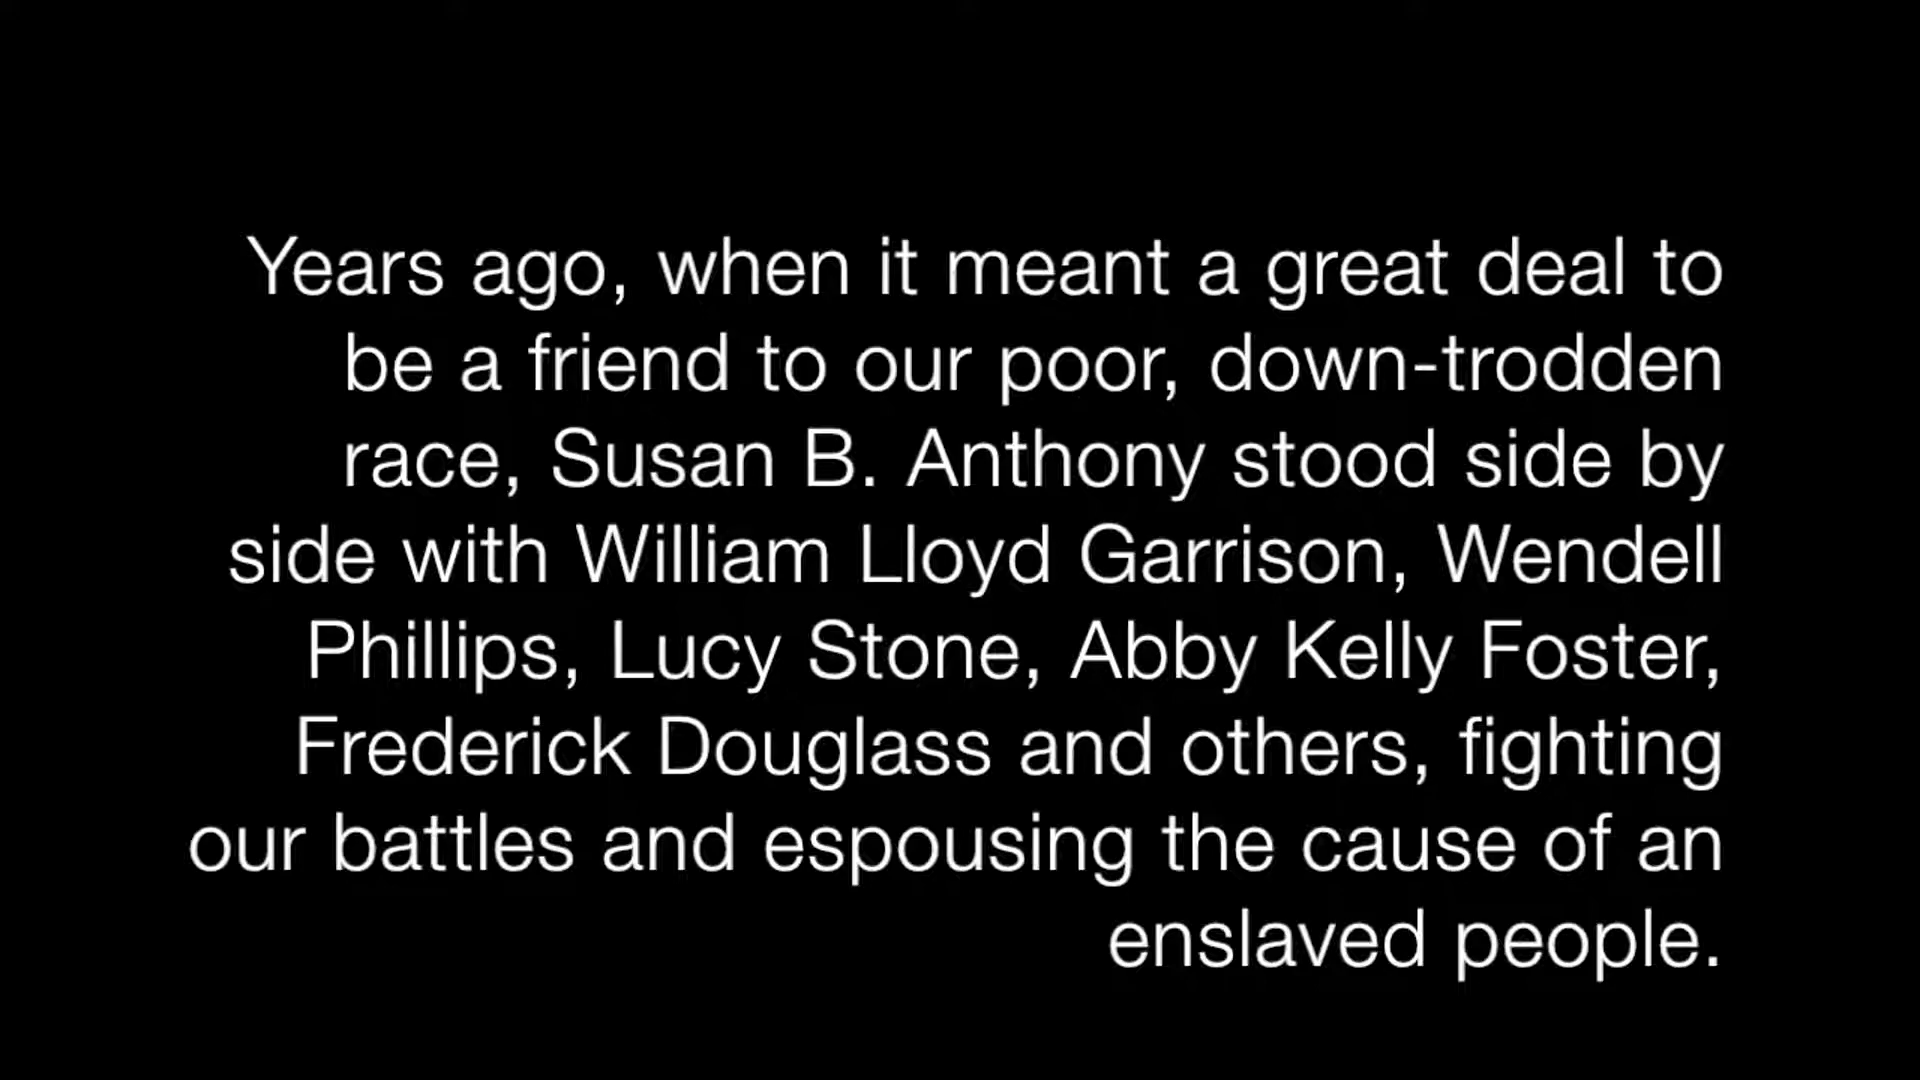 Years ago, when it meant a great deal to
be a friend to our poor, down-trodden
race, Susan B. Anthony stood side by
side with William Lloyd Garrison, Wendell
Phillips, Lucy Stone, Abby Kelly Foster,
Frederick Douglass and others, fighting
our battles and espousing the cause of an
enslaved people.